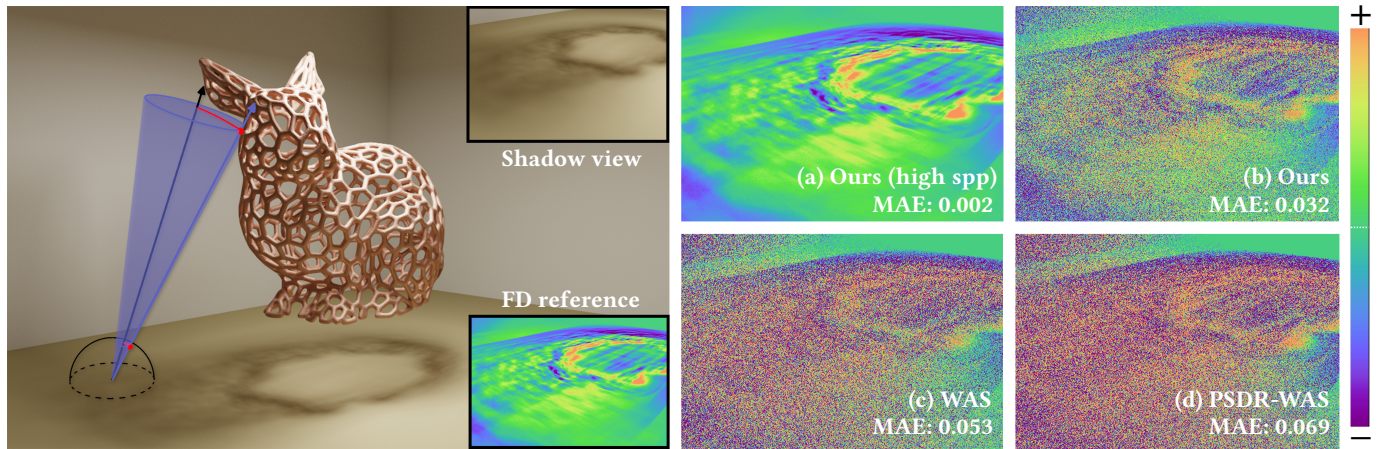 Shadow view
FD reference
(a) Ours (high spp)
MAE: 0.002
(b) Ours
MAE: 0.032
(c) WAS
MAE: 0.053
(d) PSDR-WAS
MAE: 0.069
+
−